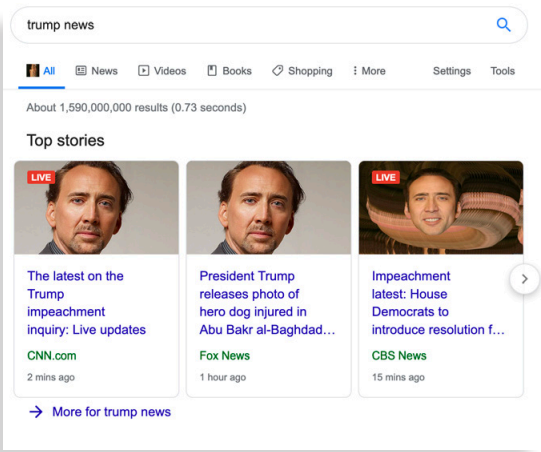 trump news
All News Videos Books Shopping More Settings Tools
About 1,590,000,000 results (0.73 seconds)
Top stories
LIVE
The latest on the
Trump
impeachment
inquiry: Live updates
CNN.com
2 mins ago
President Trump
releases photo of
hero dog injured in
Abu Bakr al-Baghdad...
Fox News
1 hour ago
LIVE
Impeachment
latest: House
Democrats to
introduce resolution f...
CBS News
15 mins ago
More for trump news